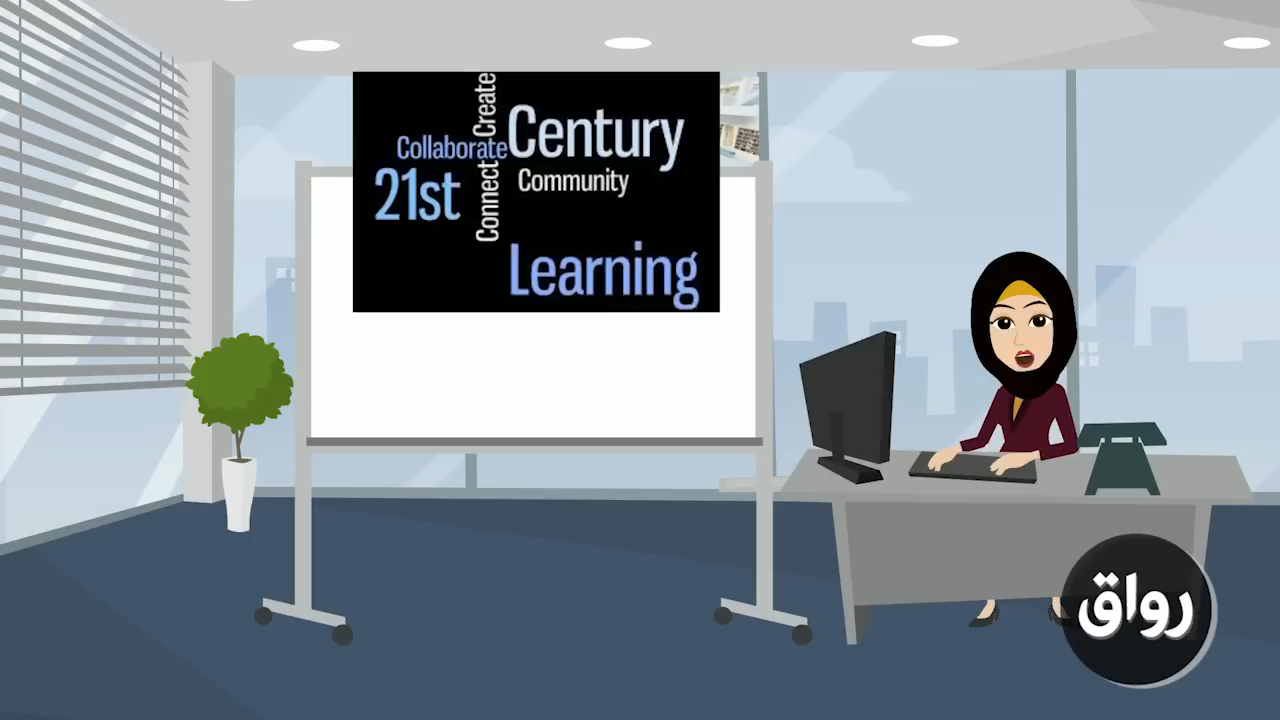 Create
Collaborate
Century
21st
Connect
Community
Learning
رواق